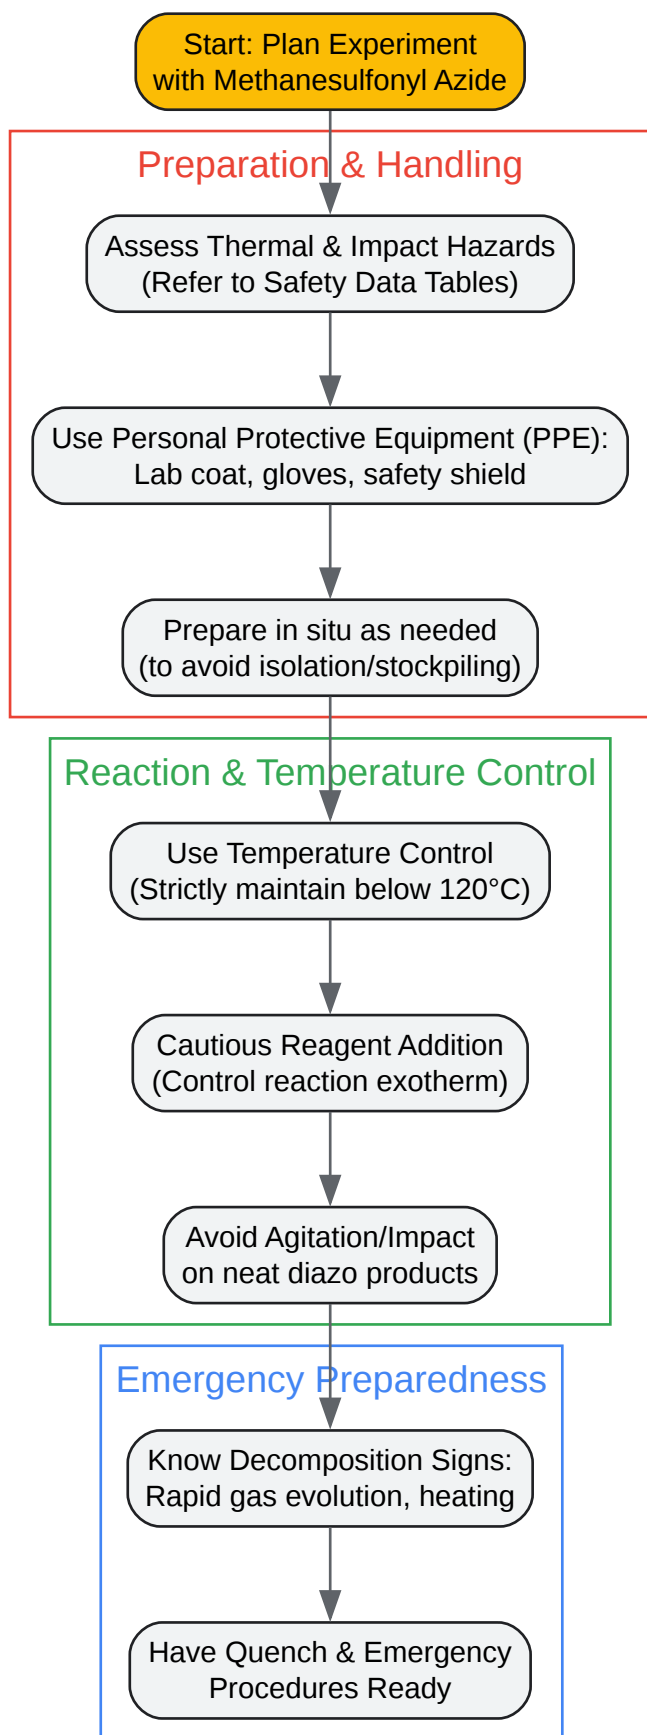 Start: Plan Experiment
with Methanesulfonyl Azide
Preparation & Handling
Assess Thermal & Impact Hazards
(Refer to Safety Data Tables)
Use Personal Protective Equipment (PPE):
Lab coat, gloves, safety shield
Prepare in situ as needed
(to avoid isolation/stockpiling)
Reaction & Temperature Control
Use Temperature Control
(Strictly maintain below 120°C)
Cautious Reagent Addition
(Control reaction exotherm)
Avoid Agitation/Impact
on neat diazo products
Emergency Preparedness
Know Decomposition Signs:
Rapid gas evolution, heating
Have Quench & Emergency
Procedures Ready